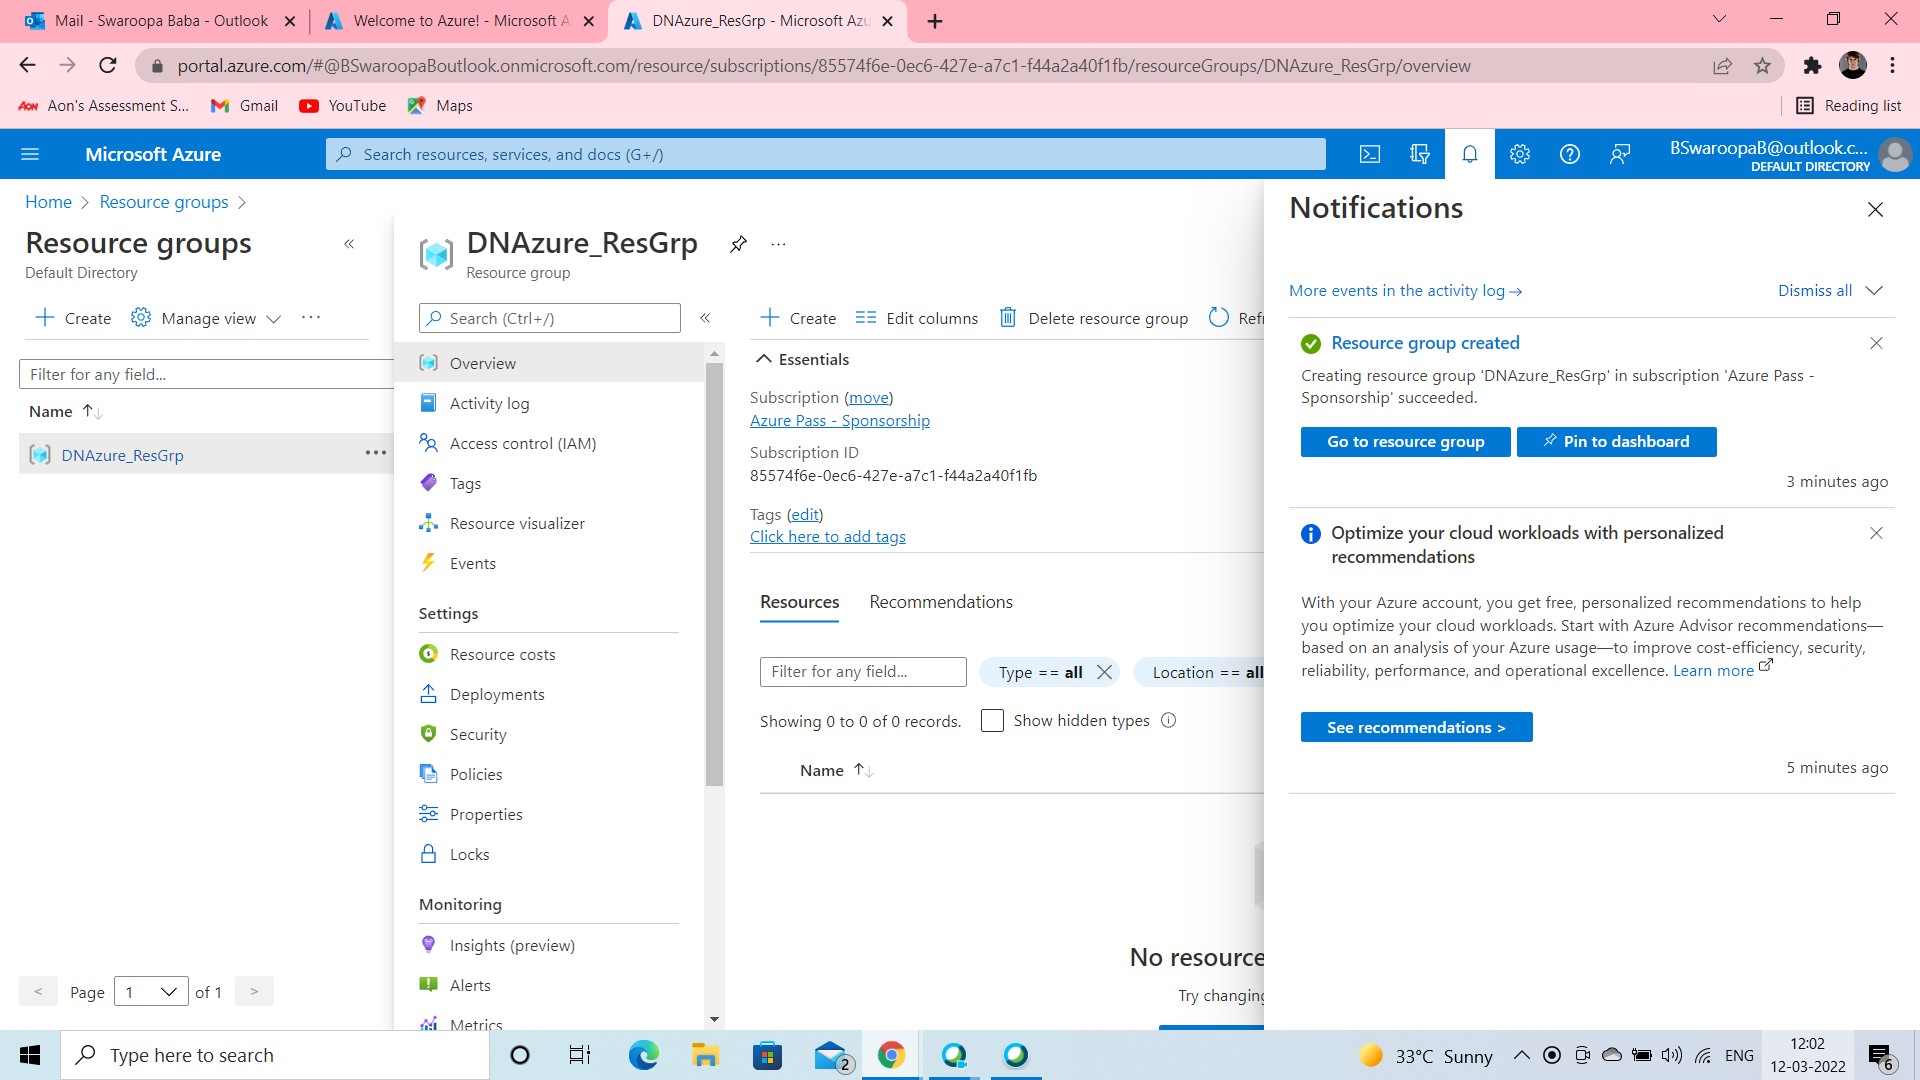 Mail - Swaroopa Baba - Outlook
Welcome to Azure! - Microsoft A
DNAzure_ResGrp - Microsoft Azu
portal.azure.com/#@BSwaroopaBoutlook.onmicrosoft.com/resource/subscriptions/85574f6e-0ec6-427e-a7c1-f44a2a40f1fb/resourceGroups/DNAzure_ResGrp/overview
Aon Aon's Assessment S...
Gmail
YouTube
Maps
Reading list
Microsoft Azure
Search resources, services, and docs (G+/)
BSwaroopaB@outlook.c...
DEFAULT DIRECTORY
Home > Resource groups >
Resource groups «
Default Directory
+ Create
Manage view
...
Filter for any field...
Name ↑↓
DNAzure_ResGrp ...
< Page 1 of 1 >
DNAzure_ResGrp ...
Resource group
Search (Ctrl+/) «
Overview
Activity log
Access control (IAM)
Tags
Resource visualizer
Events
Settings
Resource costs
Deployments
Security
Policies
Properties
Locks
Monitoring
Insights (preview)
Alerts
Metrics
+ Create
Edit columns
Delete resource group
Refr
Essentials
Subscription (move)
Azure Pass - Sponsorship
Subscription ID
85574f6e-0ec6-427e-a7c1-f44a2a40f1fb
Tags (edit)
Click here to add tags
Resources
Recommendations
Filter for any field...
Type == all
Location == all
Showing 0 to 0 of 0 records.
Show hidden types
Name ↑↓
No resource
Try changing
Notifications
More events in the activity log →
Dismiss all
Resource group created
Creating resource group 'DNAzure_ResGrp' in subscription 'Azure Pass -
Sponsorship' succeeded.
Go to resource group
Pin to dashboard
3 minutes ago
Optimize your cloud workloads with personalized
recommendations
With your Azure account, you get free, personalized recommendations to help
you optimize your cloud workloads. Start with Azure Advisor recommendations—
based on an analysis of your Azure usage—to improve cost-efficiency, security,
reliability, performance, and operational excellence. Learn more
See recommendations >
5 minutes ago
Type here to search
2
33°C Sunny
ENG
12:02
12-03-2022
6